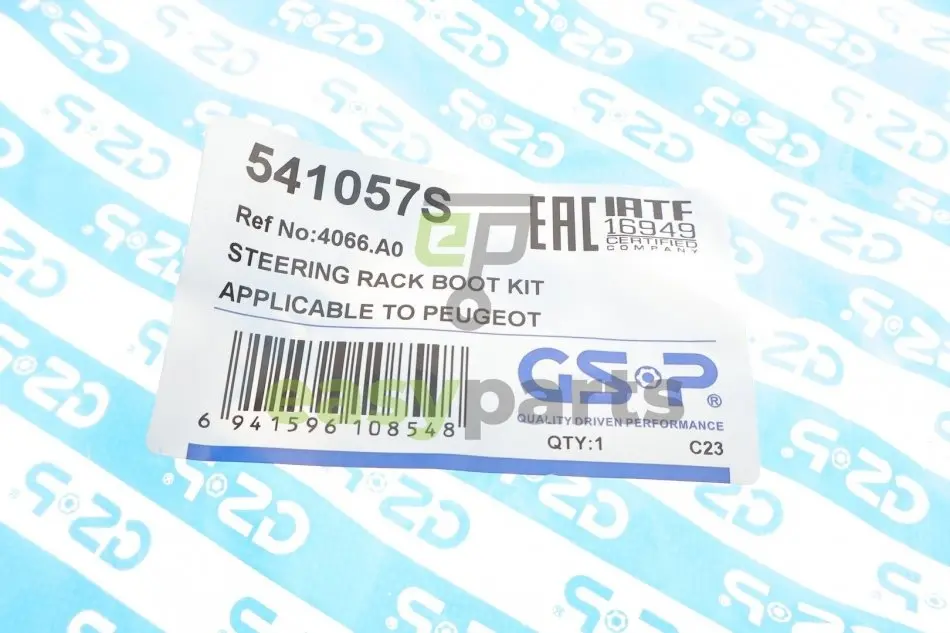 541057S
Ref No:4066.A0
EAC
IATF
16949
CERTIFIED
COMPANY
STEERING RACK BOOT KIT
APPLICABLE TO PEUGEOT
GSP ®
QUALITY DRIVEN PERFORMANCE
6 941596 108548
QTY:1
C23
ep
easyparts